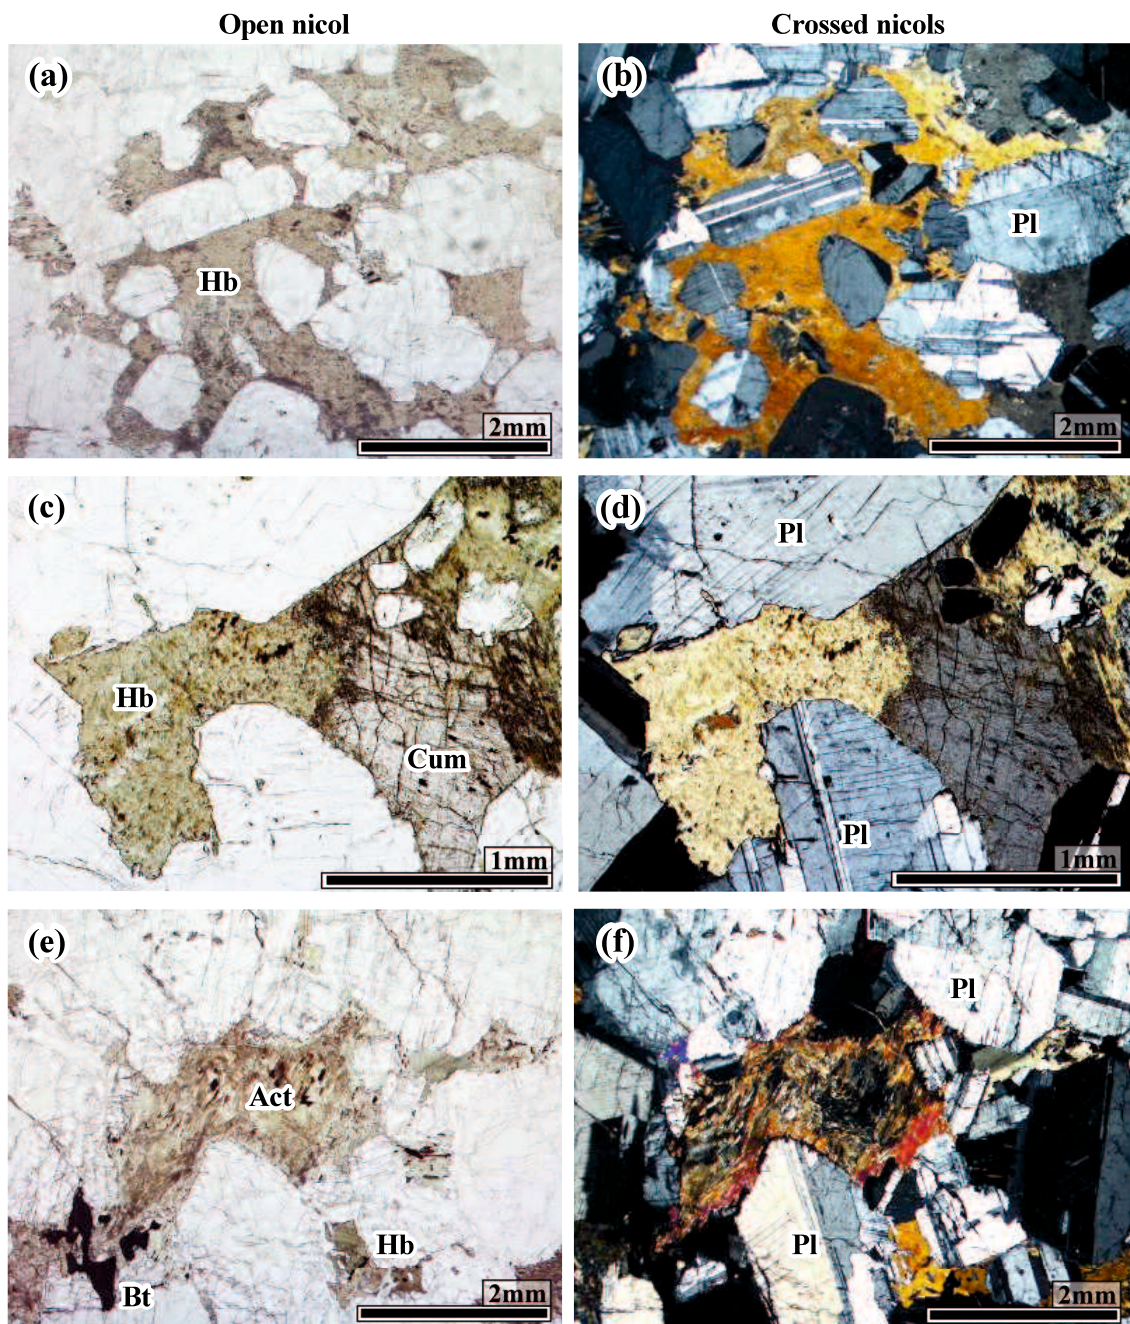 Open nicol
Crossed nicols
(a)
(b)
Pl
Hb
2mm
2mm
(c)
(d)
Pl
Hb
Cum
Pl
1mm
1mm
(e)
(f)
Pl
Act
Hb
Pl
Bt
2mm
2mm